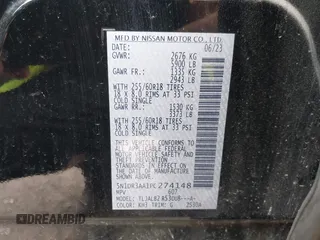 MFD BY NISSAN MOTOR CO., LTD.
DATE: 06/23
GVWR: 2676 KG
5900 LB
GAWR FR: 1335 KG
2943 LB
WITH 255/60R18 TIRES
18 X 8.0 RIMS AT 33 PSI
COLD SINGLE
GAWR RR: 1530 KG
3373 LB
WITH 255/60R18 TIRES
18 X 8.0 RIMS AT 33 PSI
COLD SINGLE
THIS VEHICLE CONFORMS
TO ALL APPLICABLE FEDERAL
MOTOR VEHICLE SAFETY
STANDARDS IN EFFECT ON
THE DATE OF MANUFACTURE
SHOWN ABOVE
274148
MPV
COLOR: KH3 TRIM: G
DREAMBID